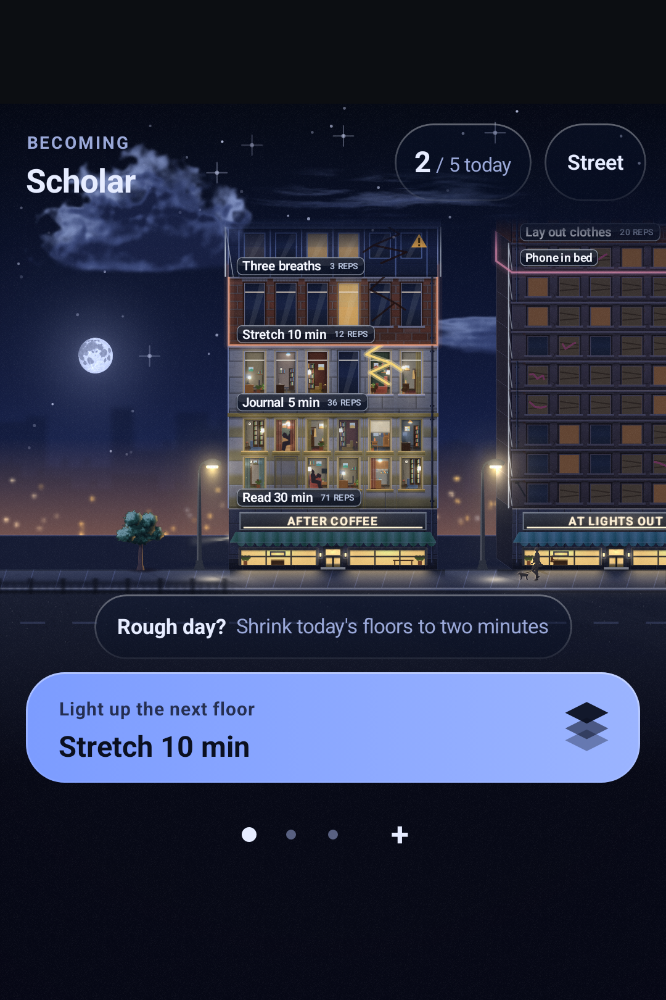 BECOMING
Scholar
2 / 5 today
Street
Lay out clothes 20 REPS
Phone in bed
Three breaths 3 REPS
Stretch 10 min 12 REPS
Journal 5 min 36 REPS
Read 30 min 71 REPS
AFTER COFFEE
AT LIGHTS OUT
Rough day? Shrink today's floors to two minutes
Light up the next floor
Stretch 10 min
+